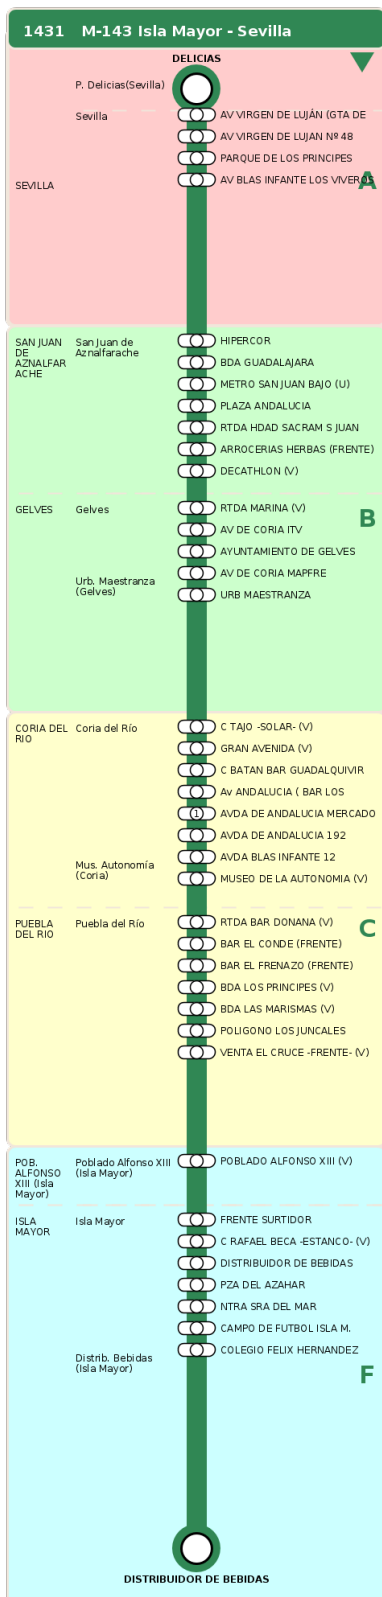 1431 M-143 Isla Mayor - Sevilla
DELICIAS
P. Delicias(Sevilla)
Sevilla
AV VIRGEN DE LUJÁN (GTA DE
AV VIRGEN DE LUJAN Nº 48
PARQUE DE LOS PRINCIPES
SEVILLA
AV BLAS INFANTE LOS VIVEROS
A
SAN JUAN
DE
AZNALFAR
ACHE
San Juan de
Aznalfarache
HIPERCOR
BDA GUADALAJARA
METRO SAN JUAN BAJO (U)
PLAZA ANDALUCIA
RTDA HDAD SACRAM S JUAN
ARROCERIAS HERBAS (FRENTE)
DECATHLON (V)
GELVES
Gelves
RTDA MARINA (V)
B
AV DE CORIA ITV
AYUNTAMIENTO DE GELVES
AV DE CORIA MAPFRE
Urb. Maestranza
(Gelves)
URB MAESTRANZA
CORIA DEL
RIO
Coria del Río
C TAJO -SOLAR- (V)
GRAN AVENIDA (V)
C BATAN BAR GUADALQUIVIR
Av ANDALUCIA ( BAR LOS
1
AVDA DE ANDALUCIA MERCADO
AVDA DE ANDALUCIA 192
AVDA BLAS INFANTE 12
Mus. Autonomía
(Coria)
MUSEO DE LA AUTONOMIA (V)
PUEBLA
DEL RIO
Puebla del Río
RTDA BAR DONANA (V)
C
BAR EL CONDE (FRENTE)
BAR EL FRENAZO (FRENTE)
BDA LOS PRINCIPES (V)
BDA LAS MARISMAS (V)
POLIGONO LOS JUNCALES
VENTA EL CRUCE -FRENTE- (V)
POB.
ALFONSO
XIII (Isla
Mayor)
Poblado Alfonso XIII
(Isla Mayor)
POBLADO ALFONSO XIII (V)
ISLA
MAYOR
Isla Mayor
FRENTE SURTIDOR
C RAFAEL BECA -ESTANCO- (V)
DISTRIBUIDOR DE BEBIDAS
PZA DEL AZAHAR
NTRA SRA DEL MAR
CAMPO DE FUTBOL ISLA M.
COLEGIO FELIX HERNANDEZ
Distrib. Bebidas
(Isla Mayor)
F
DISTRIBUIDOR DE BEBIDAS